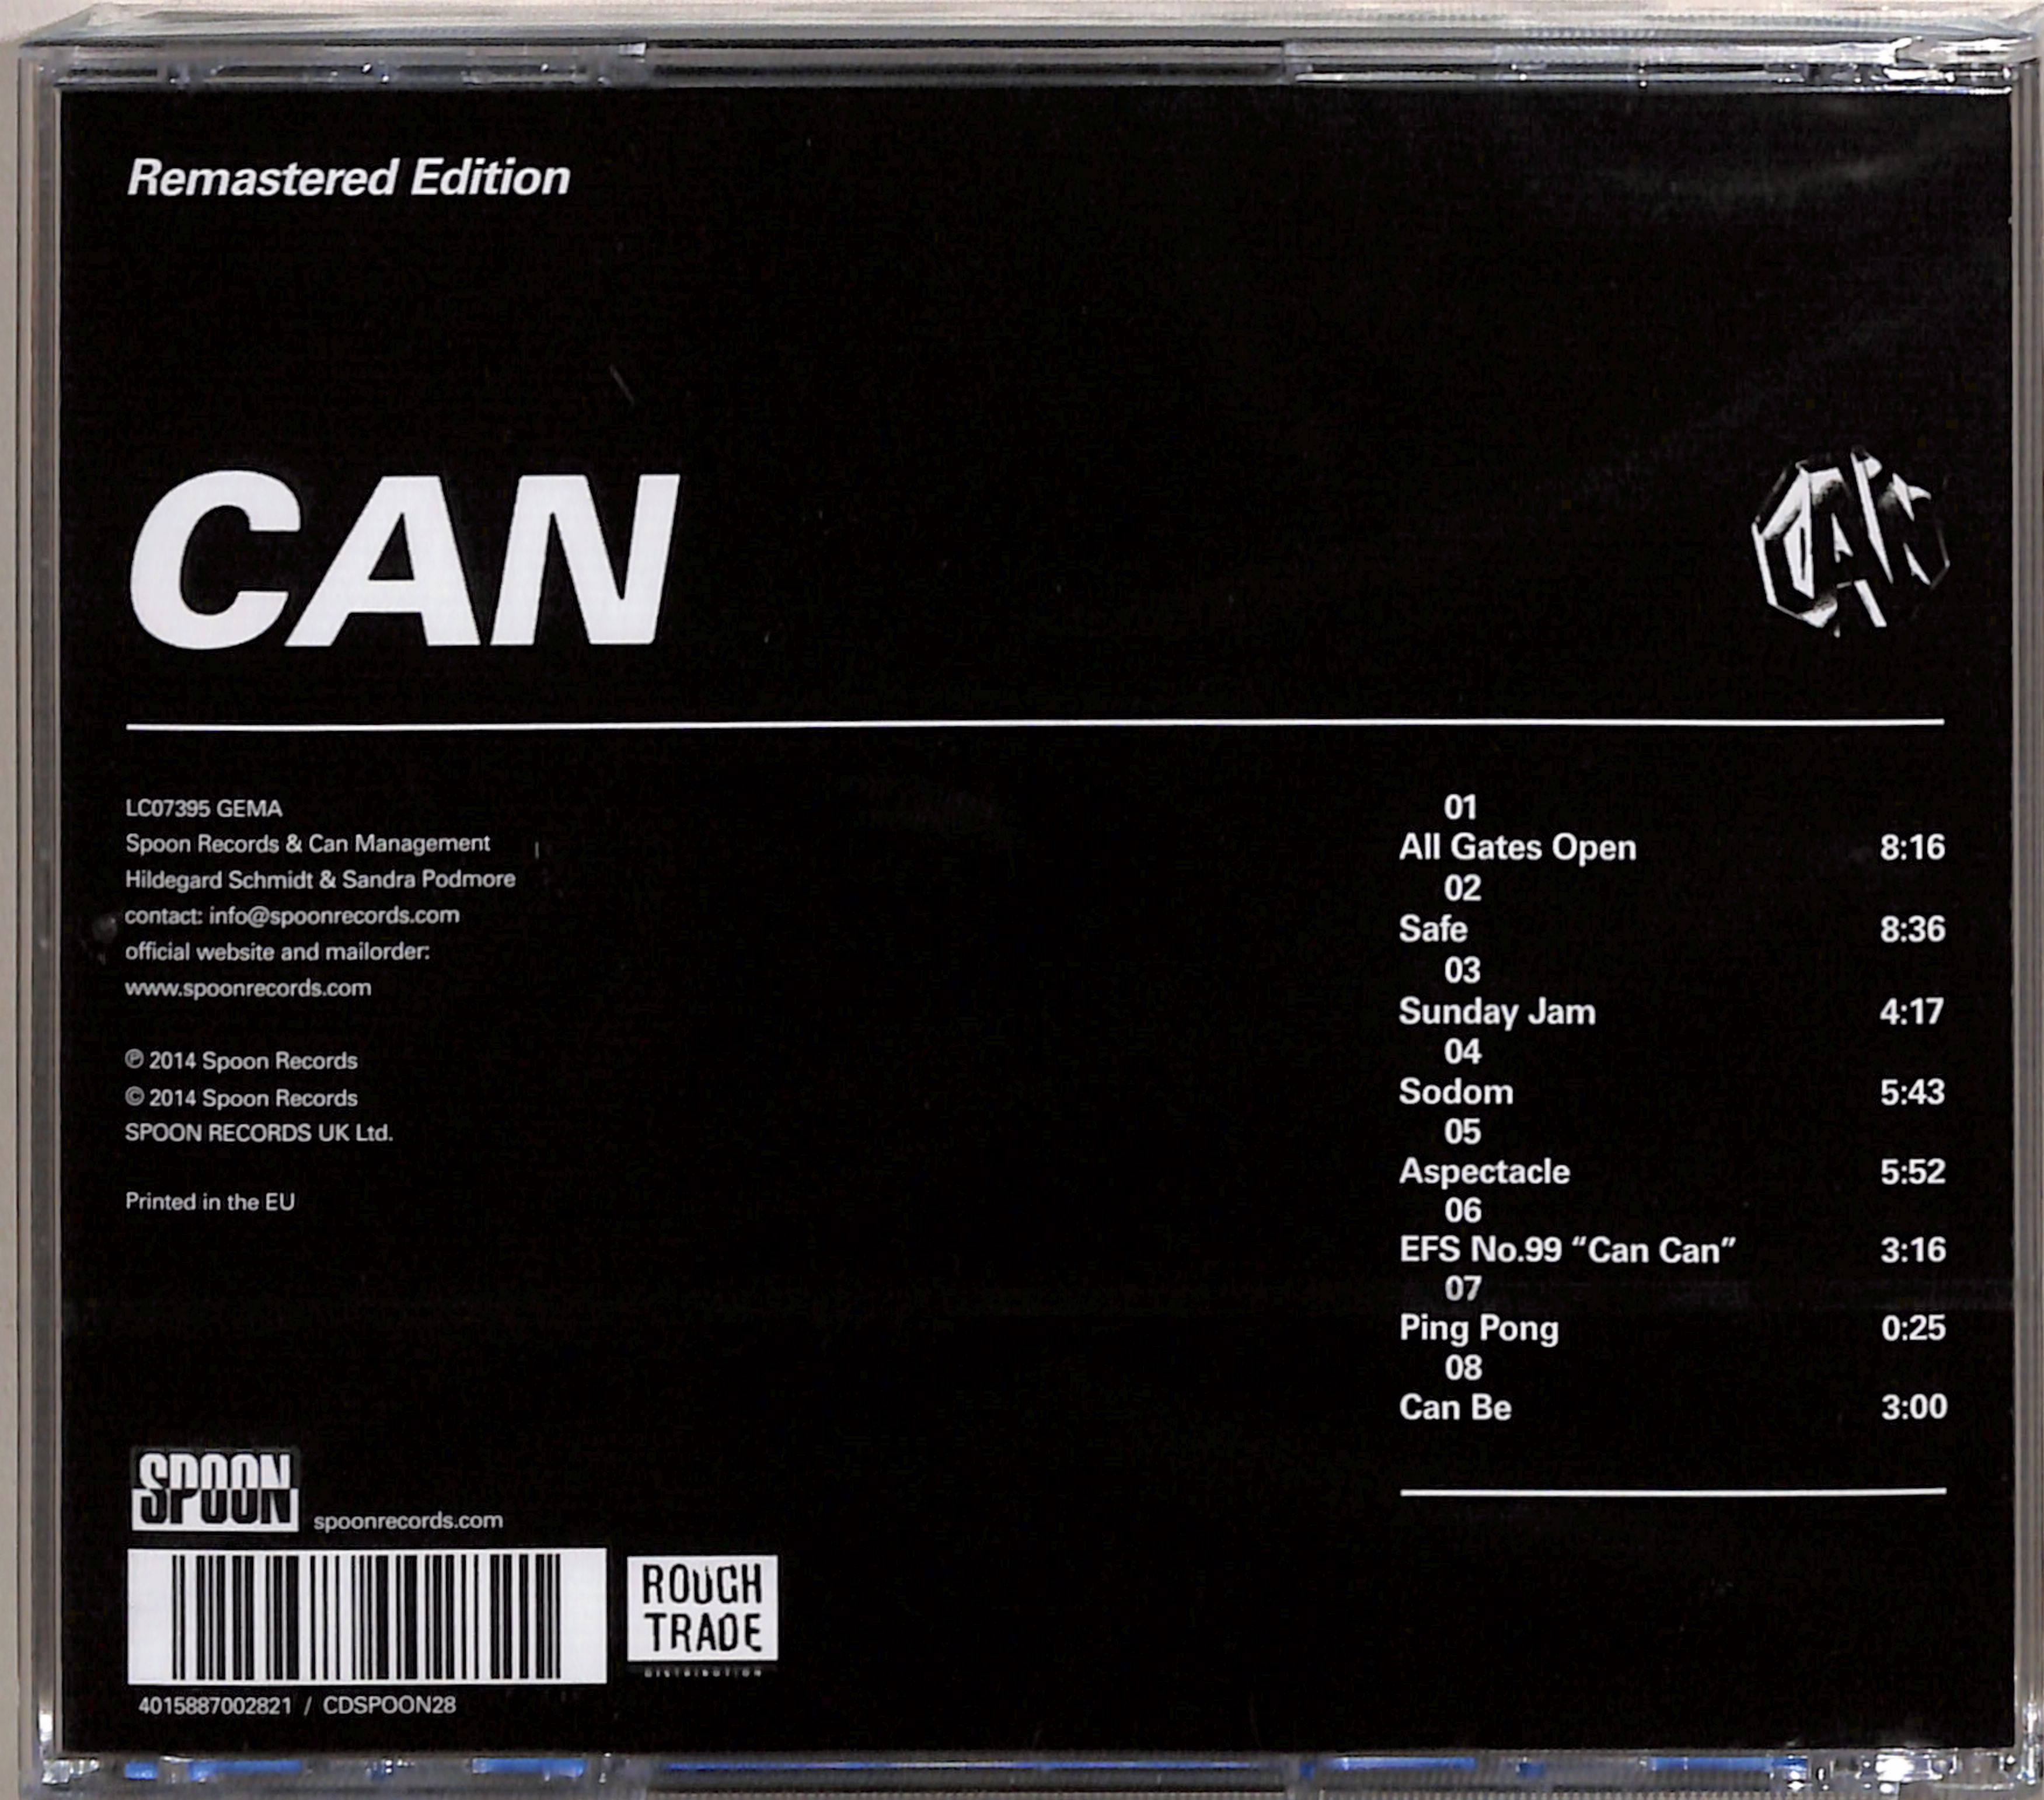 Remastered Edition
CAN
CAN
LC07395 GEMA
Spoon Records & Can Management
Hildegard Schmidt & Sandra Podmore
contact: info@spoonrecords.com
official website and mailorder:
www.spoonrecords.com
℗ 2014 Spoon Records
© 2014 Spoon Records
SPOON RECORDS UK Ltd.
Printed in the EU
01
All Gates Open 8:16
02
Safe 8:36
03
Sunday Jam 4:17
04
Sodom 5:43
05
Aspectacle 5:52
06
EFS No.99 “Can Can” 3:16
07
Ping Pong 0:25
08
Can Be 3:00
SPOON
spoonrecords.com
ROUGH
TRADE
DISTRIBUTION
4015887002821 / CDSPOON28